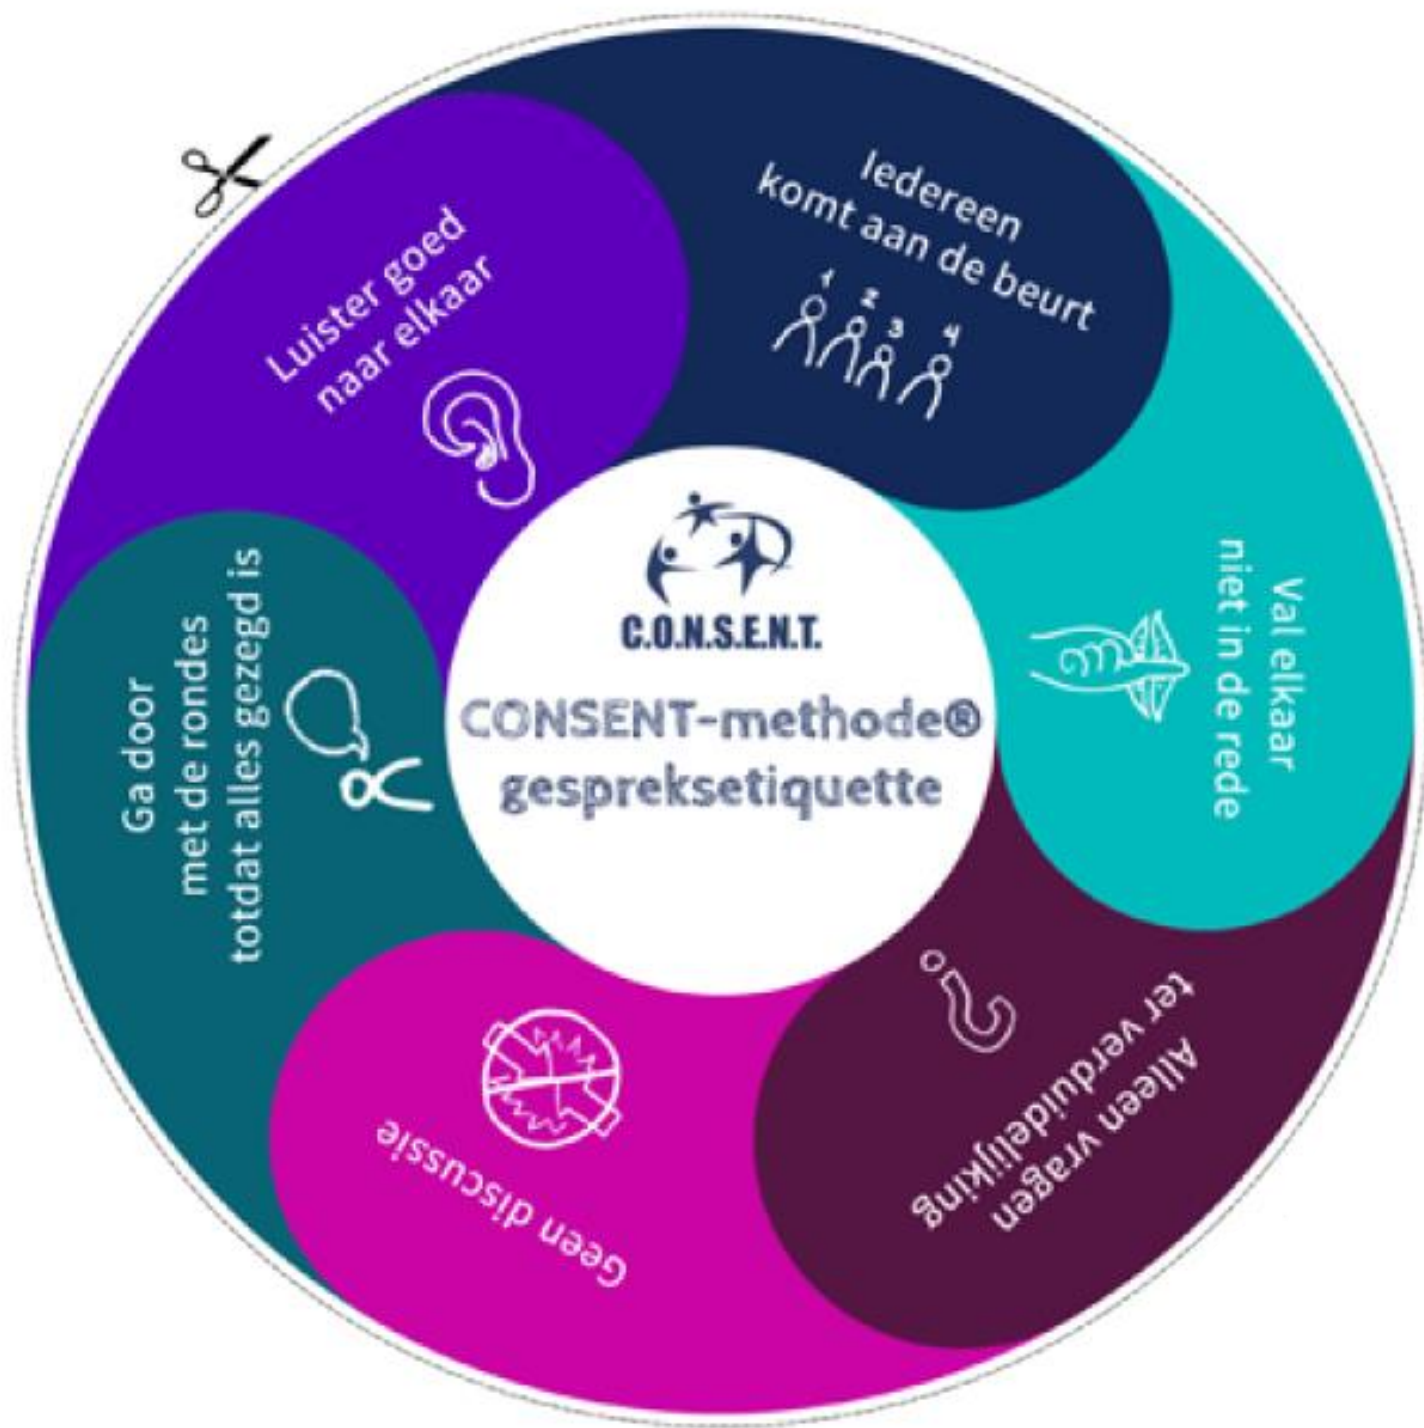 C.O.N.S.E.N.T.
CONSENT-methode®
gespreksetiquette
Iedereen
komt aan de beurt
1 2 3 4
Val elkaar
niet in de rede
Alleen vragen
ter verduidelijking
Geen discussie
Ga door
met de rondes
totdat alles gezegd is
Luister goed
naar elkaar